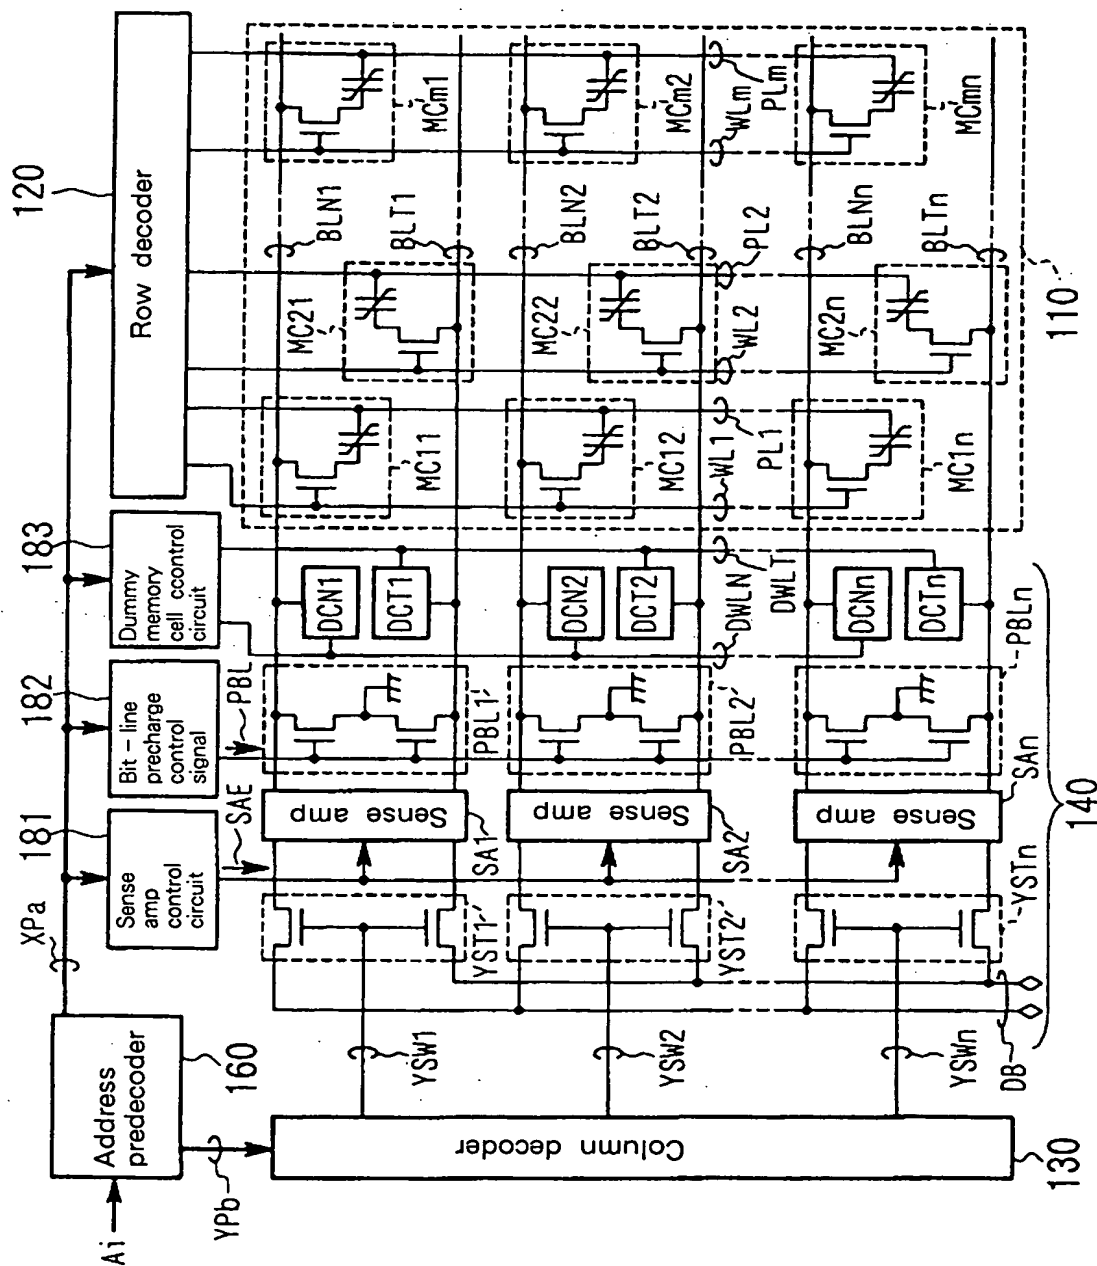 120
Row decoder
183
Dummy
memory
cell ccontrol
circuit
182
Bit-line
precharge
control
signal
181
Sense
amp
control
circuit
XPa
Address
predecoder
160
Ai
YPb
Column decoder
130
PBL
SAE
MCm1
MCm2
MCmn
WLm
PLm
BLN1
BLT1
BLN2
BLT2
BLNn
BLTn
MC21
MC22
MC2n
PL2
WL2
110
MC11
MC12
MC1n
WL1
PL1
DCN1
DCT1
DCN2
DCT2
DCNn
DCTn
DWLN
DWLT
PBL1
PBL2
PBLn
Sense amp
Sense amp
Sense amp
SA1
SA2
SAn
YST1
YST2
YSTn
YSW1
YSW2
YSWn
DB
140